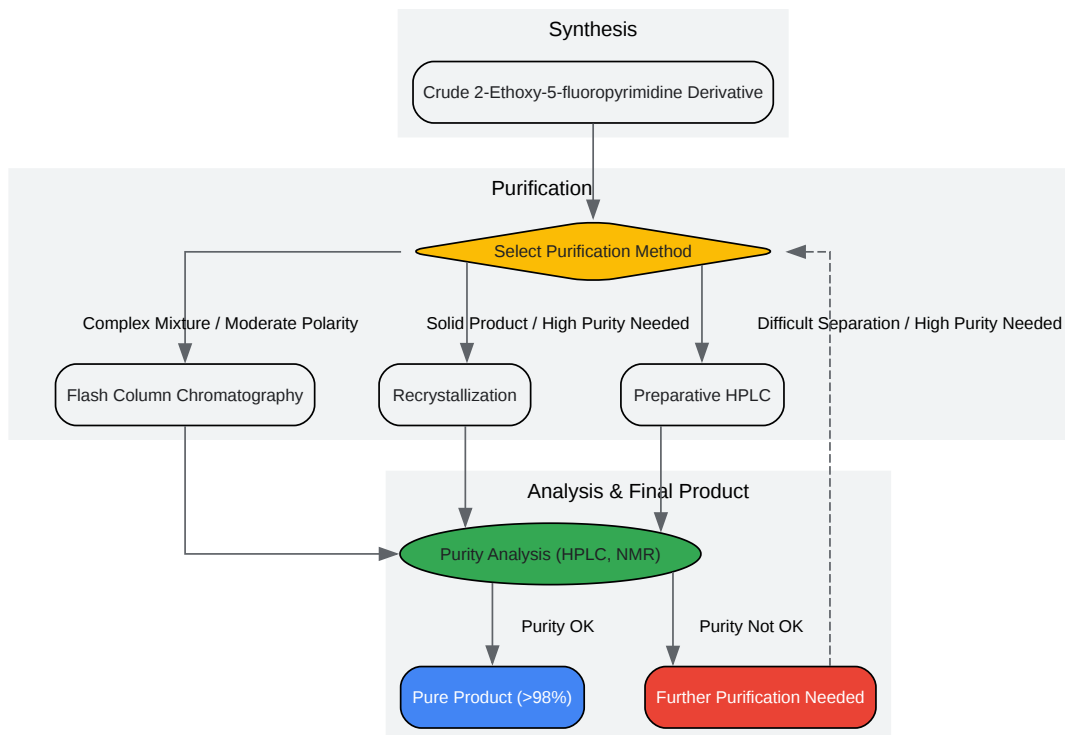 Synthesis
Crude 2-Ethoxy-5-fluoropyrimidine Derivative
Purification
Select Purification Method
Complex Mixture / Moderate Polarity
Solid Product / High Purity Needed
Difficult Separation / High Purity Needed
Flash Column Chromatography
Recrystallization
Preparative HPLC
Analysis & Final Product
Purity Analysis (HPLC, NMR)
Purity OK
Purity Not OK
Pure Product (>98%)
Further Purification Needed